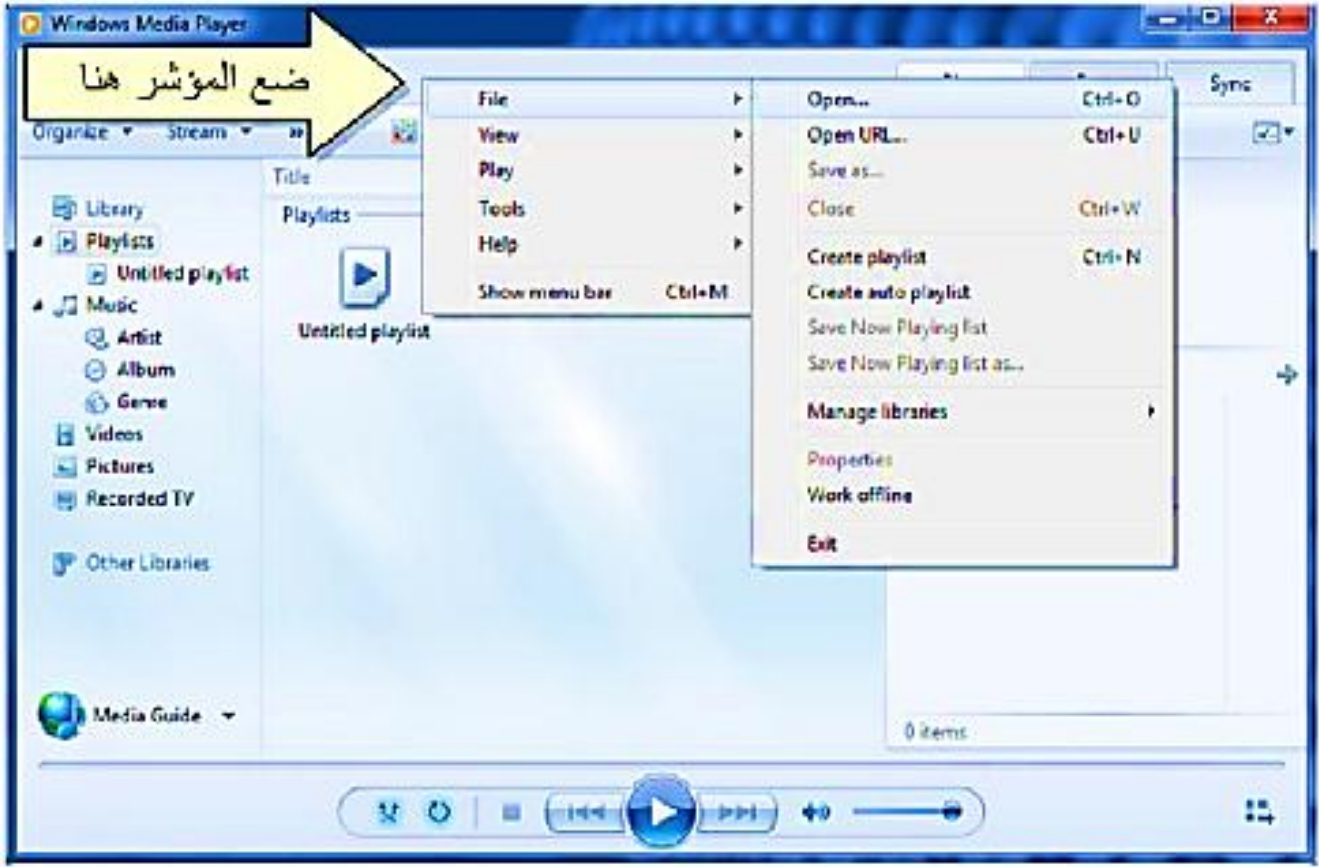 Windows Media Player
ضع المؤشر هنا
Sync
Organize Stream »
File
View
Play
Tools
Help
Show menu bar Ctrl+M
Open... Ctrl+O
Open URL... Ctrl+U
Save as...
Close Ctrl+W
Create playlist Ctrl+N
Create auto playlist
Save Now Playing list
Save Now Playing list as...
Manage libraries
Properties
Work offline
Exit
Library
Playlists
Untitled playlist
Music
Artist
Album
Genre
Videos
Pictures
Recorded TV
Other Libraries
Media Guide
Title
Playlists
Untitled playlist
0 items